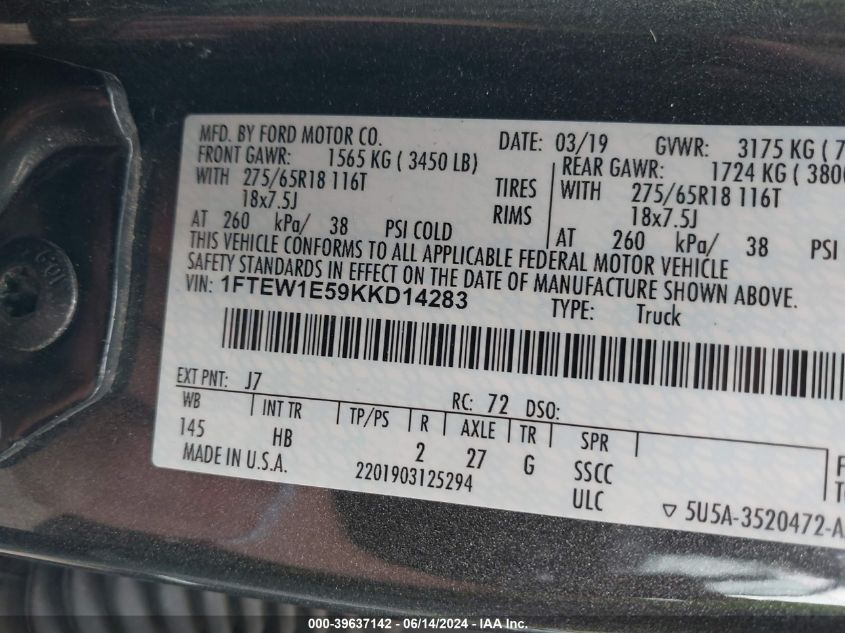 MFD. BY FORD MOTOR CO. DATE: 03/19 GVWR: 3175 KG ( 7
FRONT GAWR: 1565 KG ( 3450 LB) REAR GAWR: 1724 KG ( 380
WITH 275/65R18 116T TIRES WITH 275/65R18 116T
18x7.5J RIMS 18x7.5J
AT 260 kPa/ 38 PSI COLD AT 260 kPa/ 38 PSI
THIS VEHICLE CONFORMS TO ALL APPLICABLE FEDERAL MOTOR VEHICLE
SAFETY STANDARDS IN EFFECT ON THE DATE OF MANUFACTURE SHOWN ABOVE.
VIN: 1FTEW1E59KKD14283 TYPE: Truck
EXT PNT: J7 RC: 72 DSO:
WB INT TR TP/PS R AXLE TR SPR
145 HB 2 27 G SSCC
MADE IN U.S.A. 2201903125294 ULC
▽ 5U5A-3520472-A
000-39637142 - 06/14/2024 - IAA Inc.